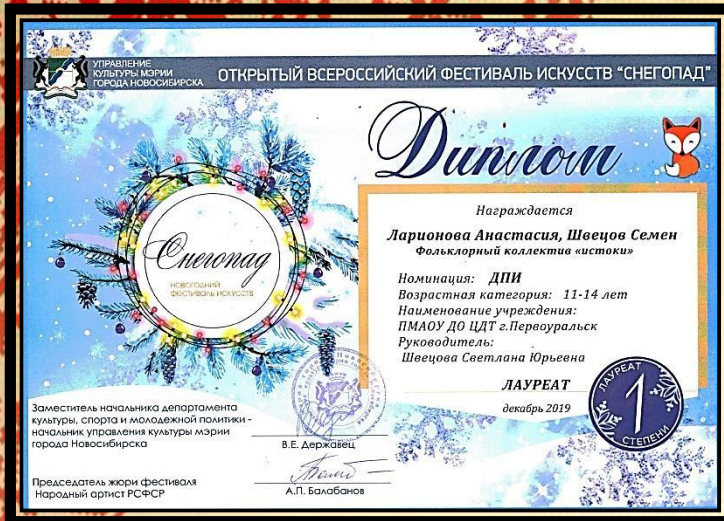 УПРАВЛЕНИЕ
КУЛЬТУРЫ МЭРИИ
ГОРОДА НОВОСИБИРСКА
ОТКРЫТЫЙ ВСЕРОССИЙСКИЙ ФЕСТИВАЛЬ ИСКУССТВ "СНЕГОПАД"
Диплом
Награждается
Ларионова Анастасия, Швецов Семен
Фольклорный коллектив «истоки»
Номинация: ДПИ
Возрастная категория: 11-14 лет
Наименование учреждения:
ПМАОУ ДО ЦДТ г.Первоуральск
Руководитель:
Швецова Светлана Юрьевна
ЛАУРЕАТ
декабрь 2019
ЛАУРЕАТ
1
СТЕПЕНИ
Снегопад
НОВОГОДНИЙ
ФЕСТИВАЛЬ ИСКУССТВ
Заместитель начальника департамента
культуры, спорта и молодежной политики -
начальник управления культуры мэрии
города Новосибирска
В.Е. Державец
Председатель жюри фестиваля
Народный артист РСФСР
А.П. Балабанов